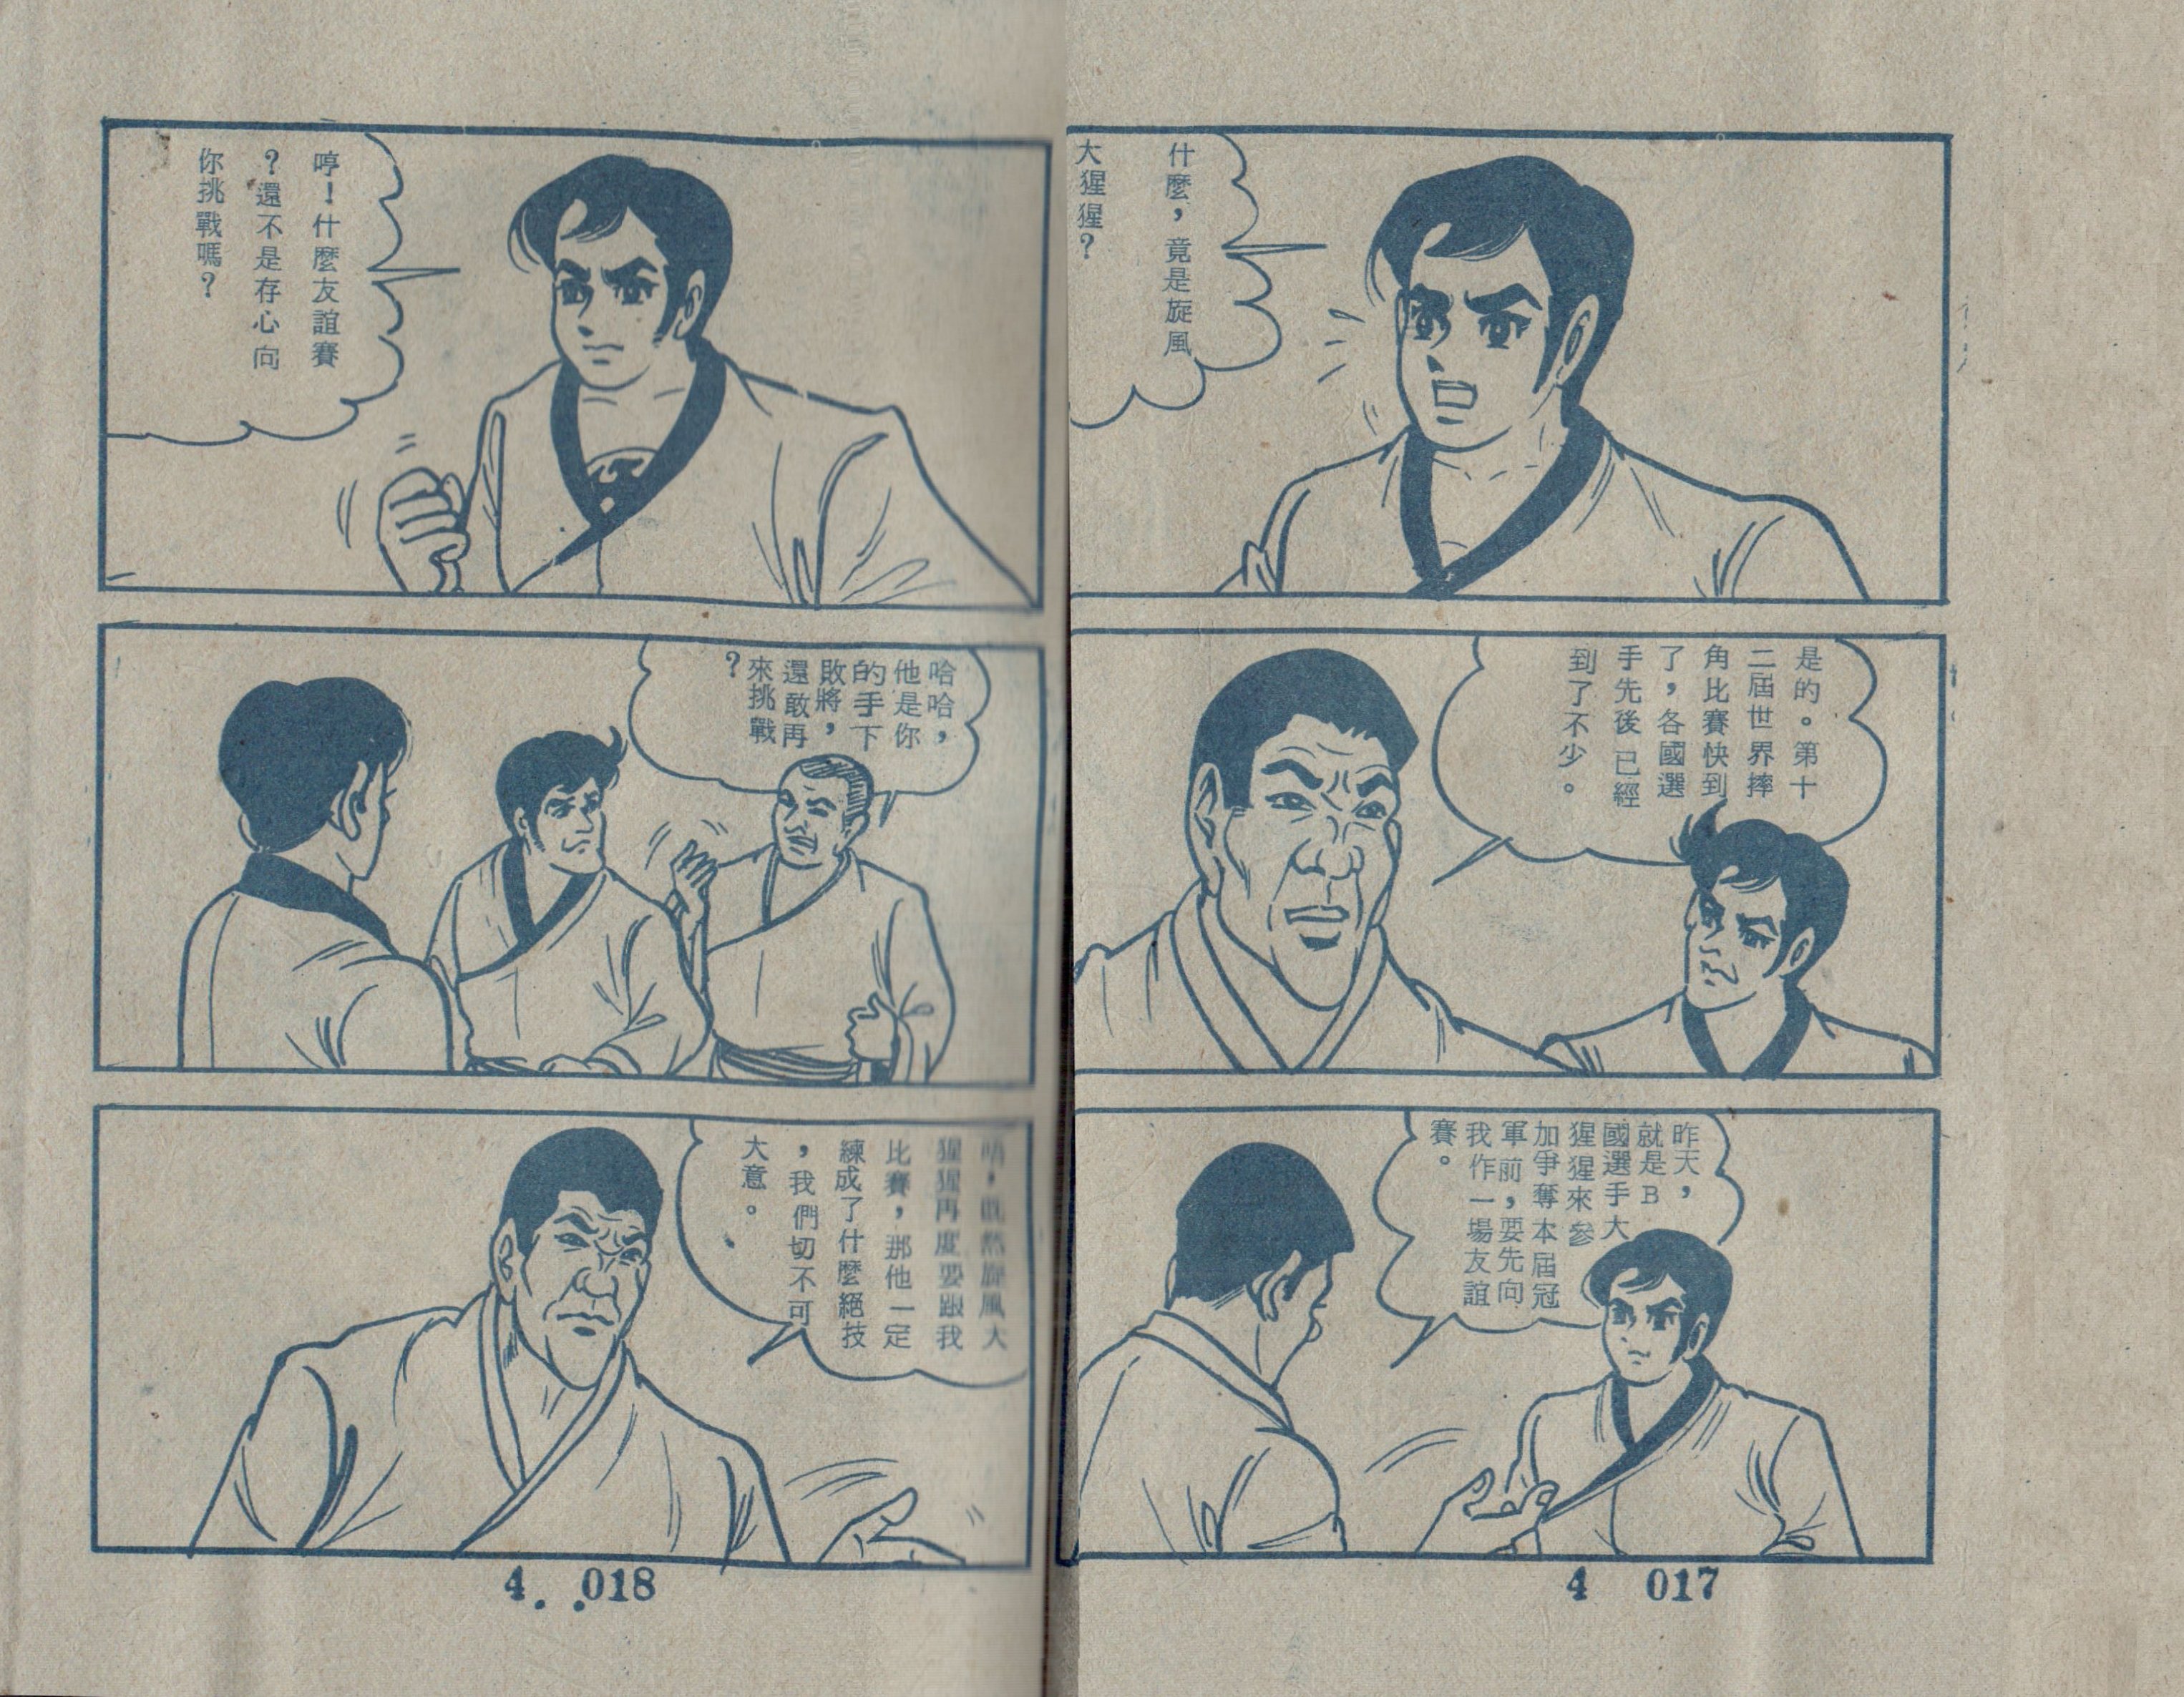 什麼，竟是旋風
大猩猩？
是的。第十
二屆世界摔
角比賽快到
了，各國選
手先後已經
到了不少。
昨天，
就是B
國選手大
猩猩來參
加爭奪本屆冠
軍前，要先向
我作一場友誼
賽。
4 017
哼！什麼友誼賽
？還不是存心向
你挑戰嗎？
哈哈，
他是你
的手下
敗將，
還敢再
來挑戰
？
唔，既然旋風大
猩猩再度要跟我
比賽，那他一定
練成了什麼絕技
，我們切不可
大意。
4. .018